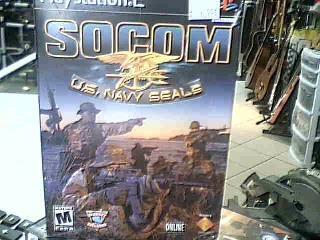 PlayStation 2
SOCOM
U.S. NAVY SEALS
M
ONLINE